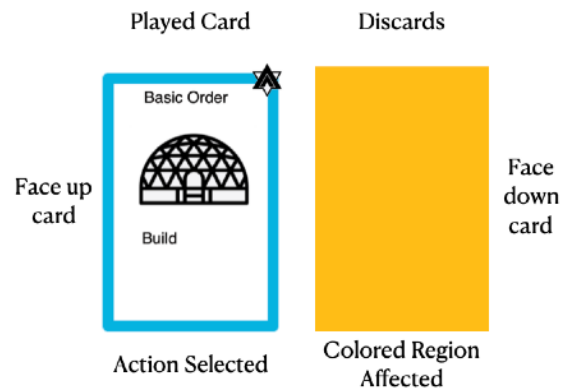 Played Card
Discards
Basic Order
Build
Face up
card
Face
down
card
Action Selected
Colored Region
Affected